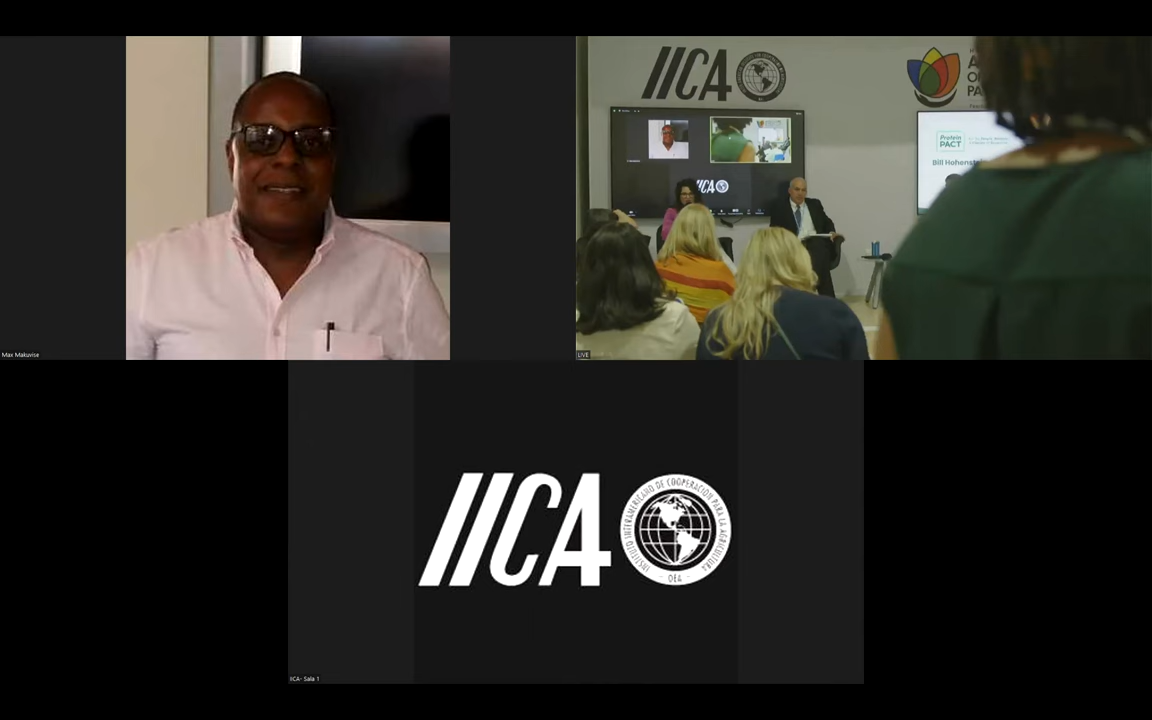 IICA
A
Protein
PACT
Bill Hohenst
IICA
Max Makuvise
LIVE
IICA
INSTITUTO INTERAMERICANO DE COOPERACION PARA LA AGRICULTURA
- OEA -
IICA- Sala 1